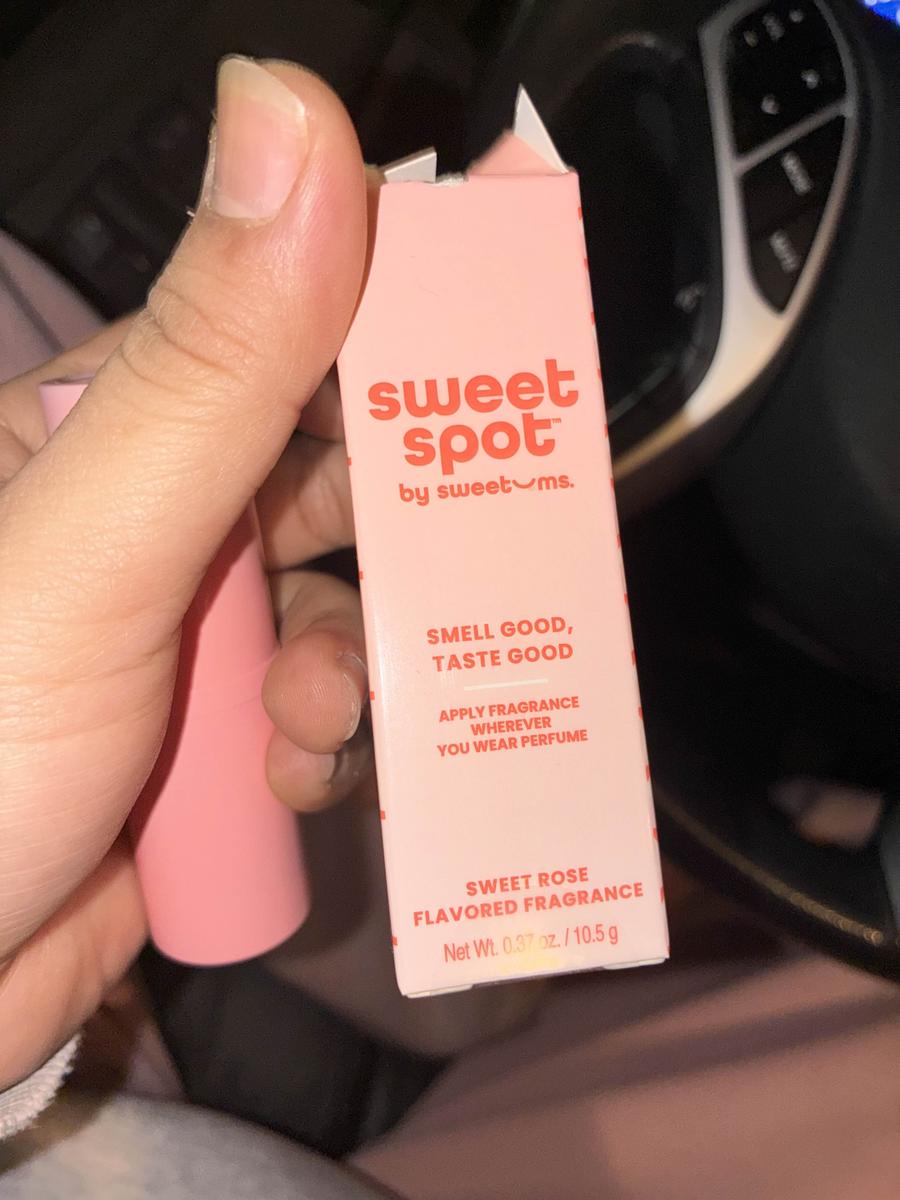 sweet
spot™
by sweetums.
SMELL GOOD,
TASTE GOOD
APPLY FRAGRANCE
WHEREVER
YOU WEAR PERFUME
SWEET ROSE
FLAVORED FRAGRANCE
Net Wt. 0.37 oz. / 10.5 g